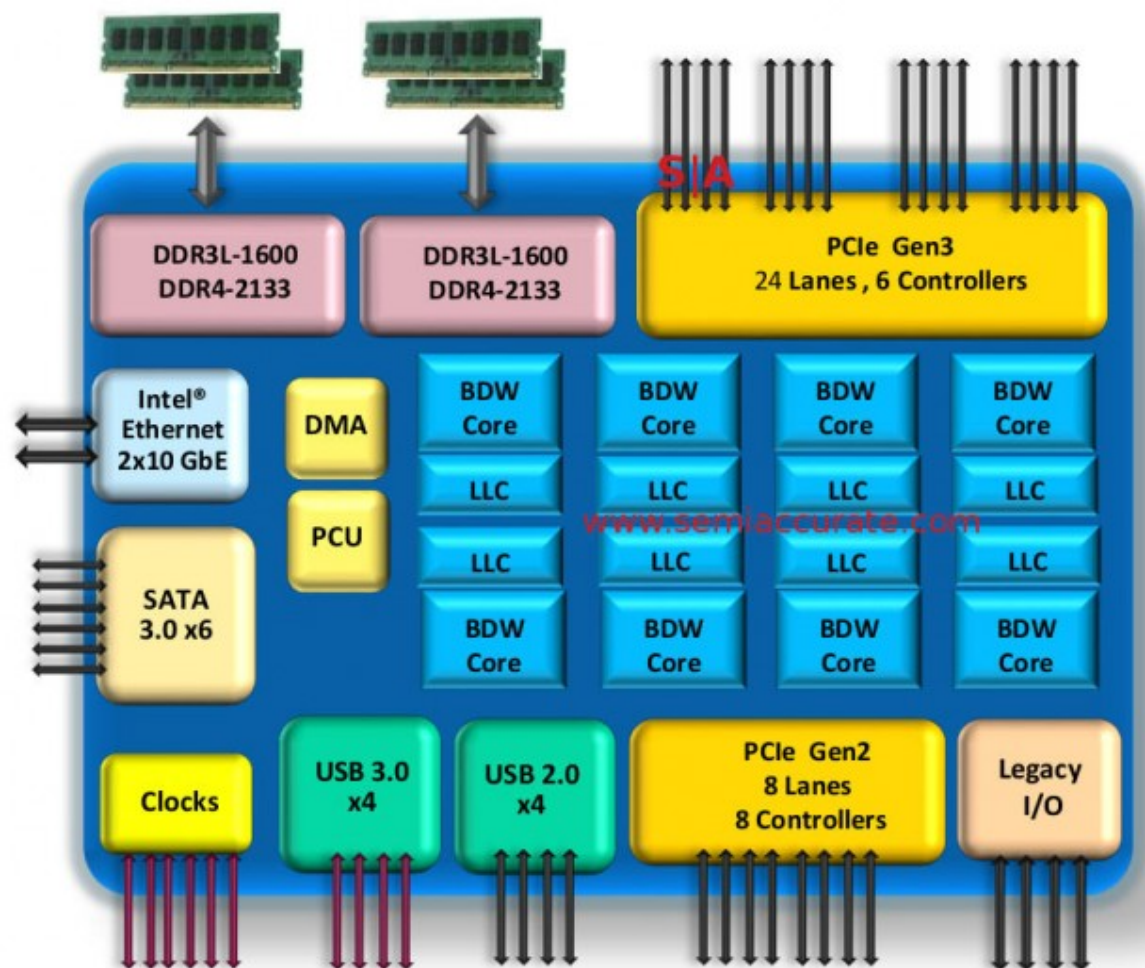 S|A
DDR3L-1600
DDR4-2133
DDR3L-1600
DDR4-2133
PCIe Gen3
24 Lanes , 6 Controllers
Intel®
Ethernet
2x10 GbE
DMA
PCU
SATA
3.0 x6
BDW
Core
BDW
Core
BDW
Core
BDW
Core
LLC
LLC
LLC
LLC
www.semiaccurate.com
LLC
LLC
LLC
LLC
BDW
Core
BDW
Core
BDW
Core
BDW
Core
Clocks
USB 3.0
x4
USB 2.0
x4
PCIe Gen2
8 Lanes
8 Controllers
Legacy
I/O